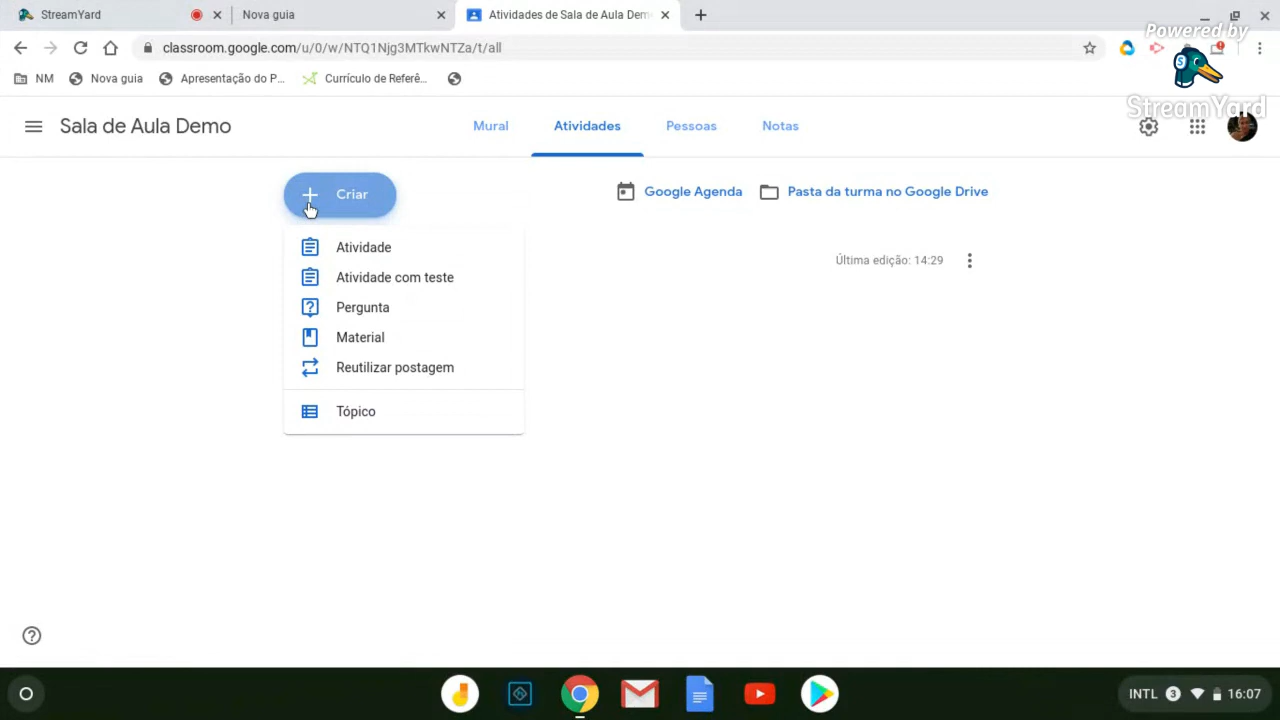 StreamYard
Nova guia
Atividades de Sala de Aula Dem
classroom.google.com/u/0/w/NTQ1Njg3MTkwNTZa/t/all
Powered by
StreamYard
NM
Nova guia
Apresentação do P...
Currículo de Referê...
Sala de Aula Demo
Mural
Atividades
Pessoas
Notas
Criar
Google Agenda
Pasta da turma no Google Drive
Atividade
Última edição: 14:29
Atividade com teste
Pergunta
Material
Reutilizar postagem
Tópico
INTL 3 16:07